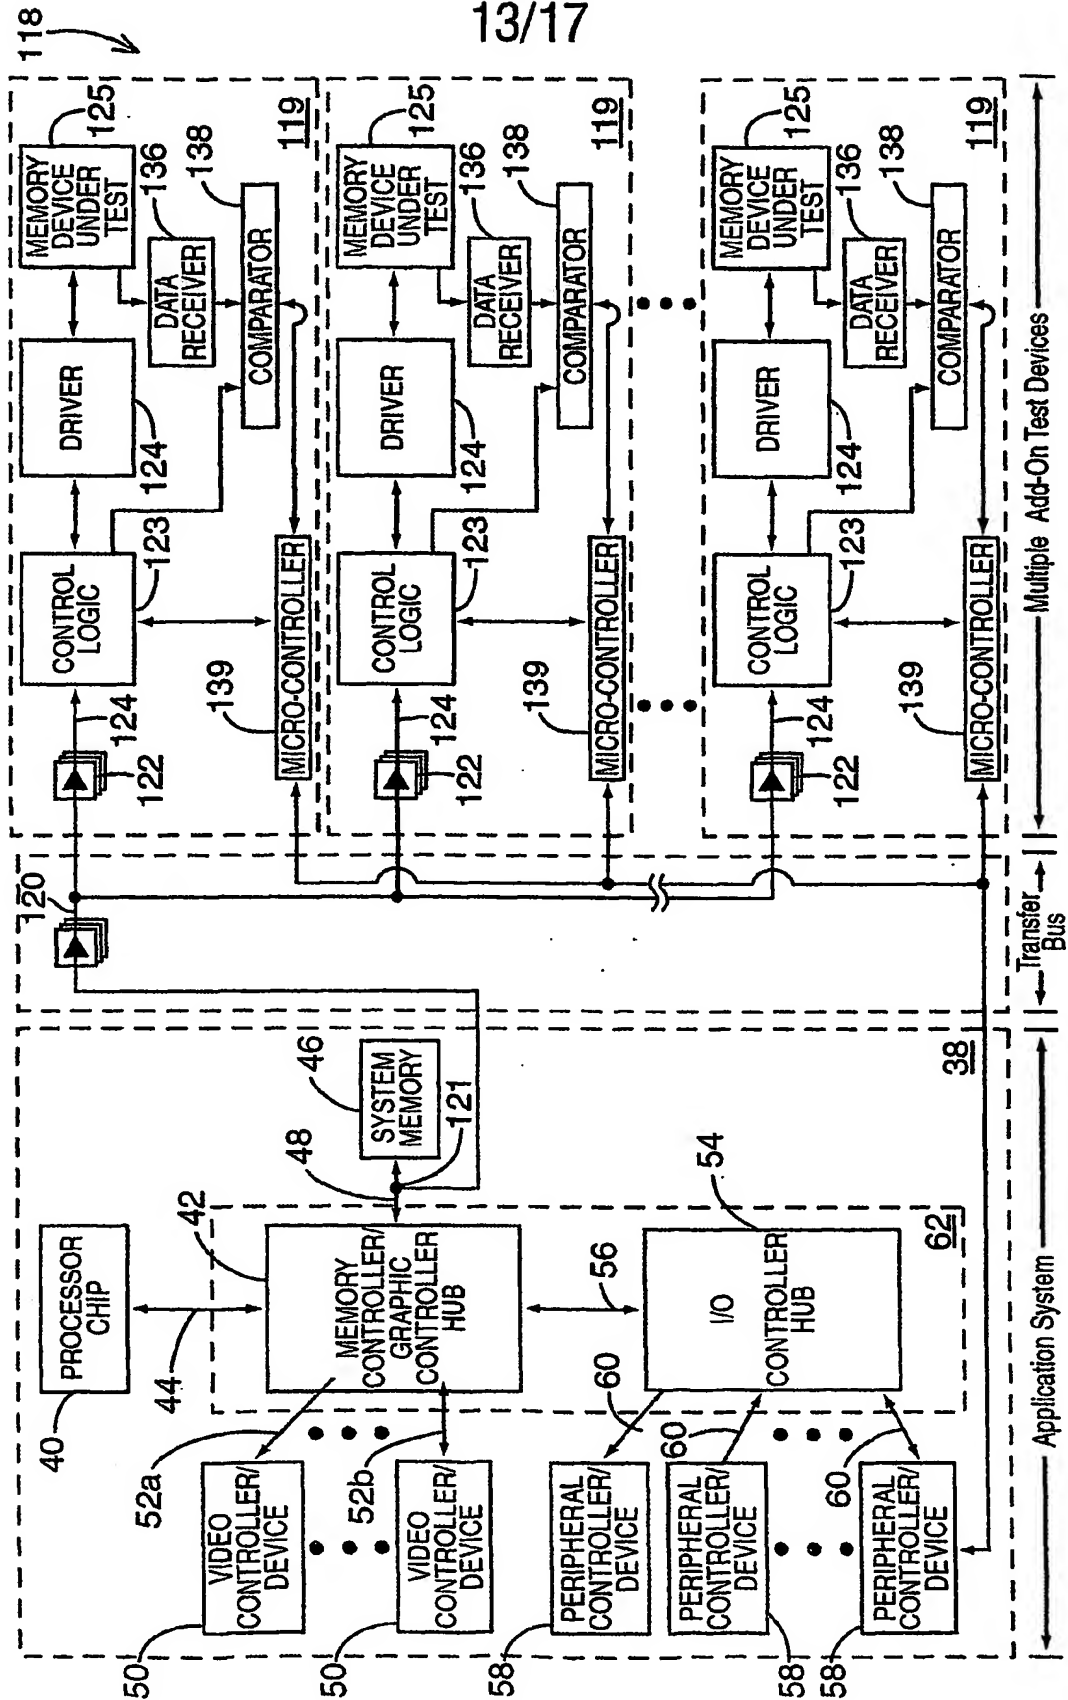 13/17
118
MEMORY
DEVICE
UNDER
TEST
125
DATA
RECEIVER
136
COMPARATOR
138
119
DRIVER
124
CONTROL
LOGIC
123
124
122
MICRO-CONTROLLER
139
MEMORY
DEVICE
UNDER
TEST
125
DATA
RECEIVER
136
COMPARATOR
138
119
DRIVER
124
CONTROL
LOGIC
123
124
122
MICRO-CONTROLLER
139
MEMORY
DEVICE
UNDER
TEST
125
DATA
RECEIVER
136
COMPARATOR
138
119
DRIVER
124
CONTROL
LOGIC
123
124
122
MICRO-CONTROLLER
139
Multiple Add-On Test Devices
120
Transfer
Bus
SYSTEM
MEMORY
46
121
48
38
PROCESSOR
CHIP
40
44
42
MEMORY
CONTROLLER/
GRAPHIC
CONTROLLER
HUB
56
54
I/O
CONTROLLER
HUB
62
52a
52b
60
60
60
VIDEO
CONTROLLER/
DEVICE
50
VIDEO
CONTROLLER/
DEVICE
50
PERIPHERAL
CONTROLLER/
DEVICE
58
PERIPHERAL
CONTROLLER/
DEVICE
58
PERIPHERAL
CONTROLLER/
DEVICE
58
Application System